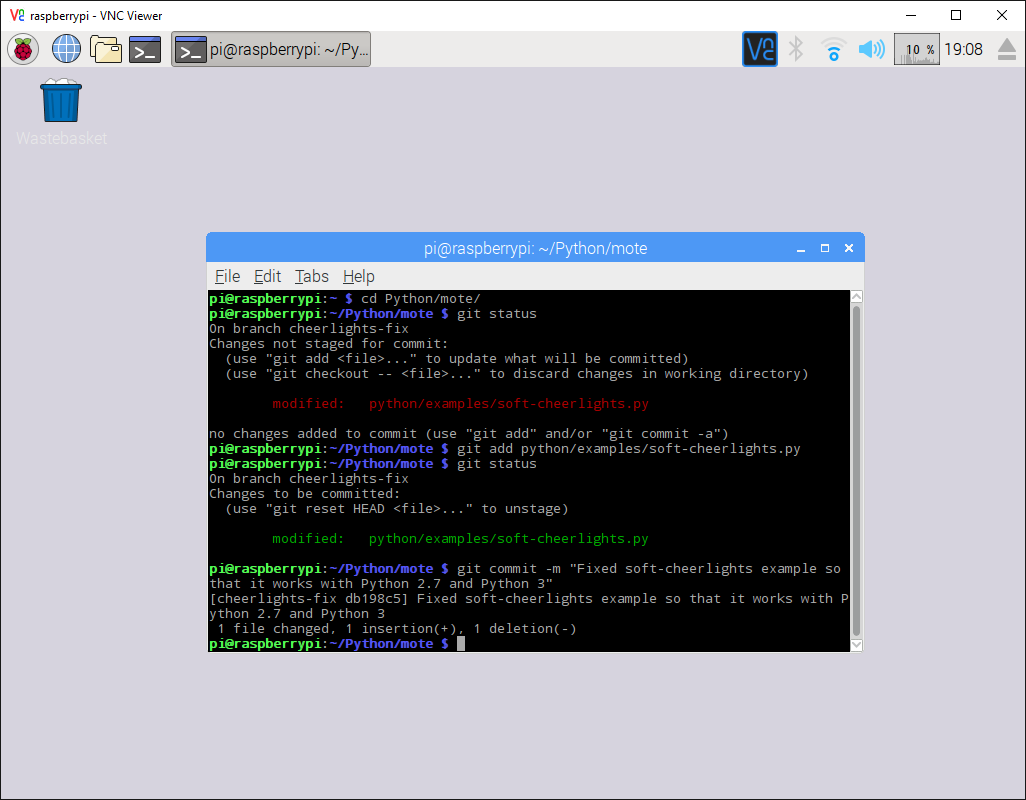 raspberrypi - VNC Viewer
pi@raspberrypi: ~/Py...
10 %
19:08
Wastebasket
pi@raspberrypi: ~/Python/mote
File Edit Tabs Help
pi@raspberrypi:~ $ cd Python/mote/
pi@raspberrypi:~/Python/mote $ git status
On branch cheerlights-fix
Changes not staged for commit:
  (use "git add <file>..." to update what will be committed)
  (use "git checkout -- <file>..." to discard changes in working directory)
        modified:   python/examples/soft-cheerlights.py
no changes added to commit (use "git add" and/or "git commit -a")
pi@raspberrypi:~/Python/mote $ git add python/examples/soft-cheerlights.py
pi@raspberrypi:~/Python/mote $ git status
On branch cheerlights-fix
Changes to be committed:
  (use "git reset HEAD <file>..." to unstage)
        modified:   python/examples/soft-cheerlights.py
pi@raspberrypi:~/Python/mote $ git commit -m "Fixed soft-cheerlights example so
that it works with Python 2.7 and Python 3"
[cheerlights-fix db198c5] Fixed soft-cheerlights example so that it works with P
ython 2.7 and Python 3
 1 file changed, 1 insertion(+), 1 deletion(-)
pi@raspberrypi:~/Python/mote $